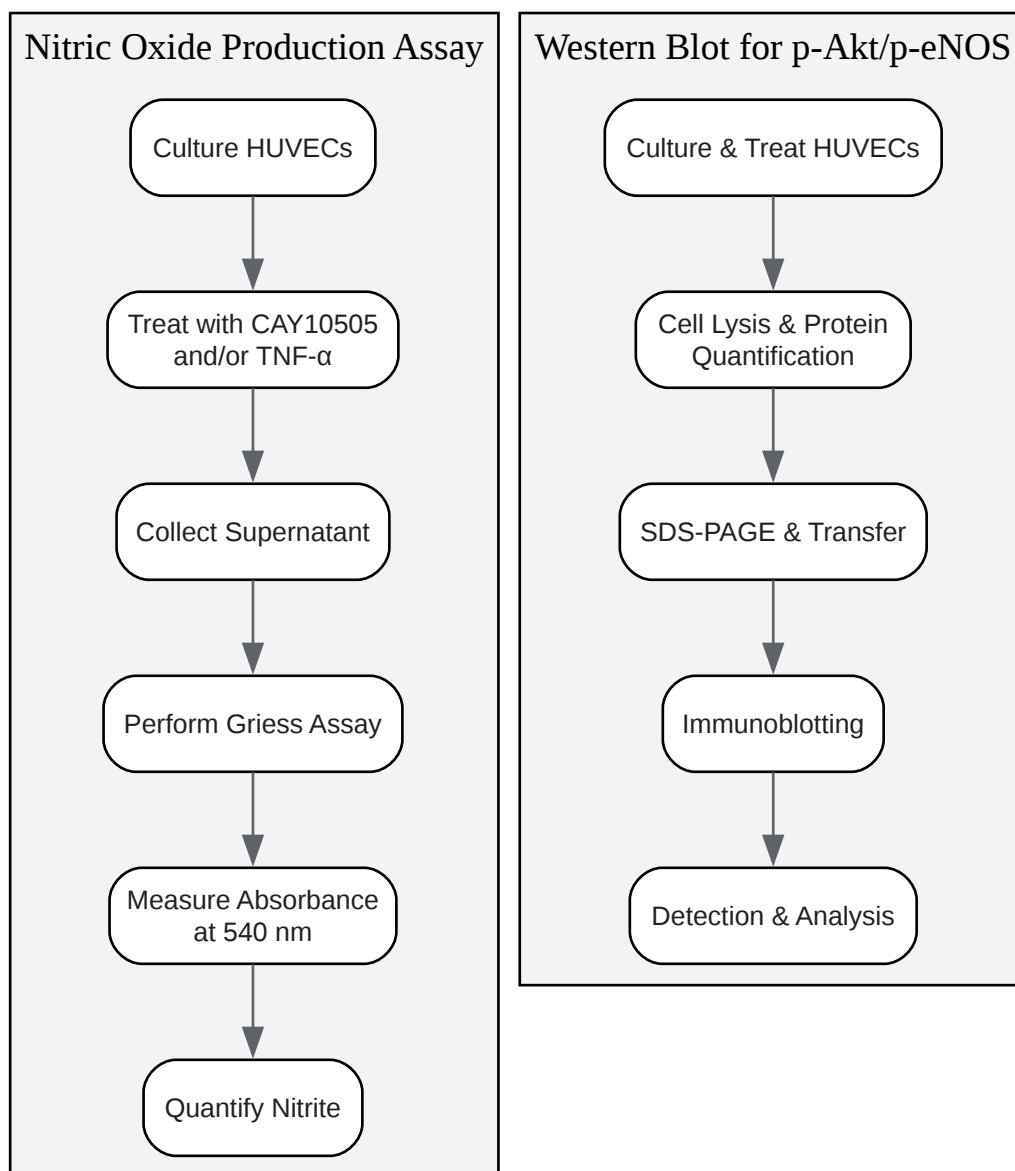 Nitric Oxide Production Assay
Culture HUVECs
Treat with CAY10505
and/or TNF-α
Collect Supernatant
Perform Griess Assay
Measure Absorbance
at 540 nm
Quantify Nitrite
Western Blot for p-Akt/p-eNOS
Culture & Treat HUVECs
Cell Lysis & Protein
Quantification
SDS-PAGE & Transfer
Immunoblotting
Detection & Analysis